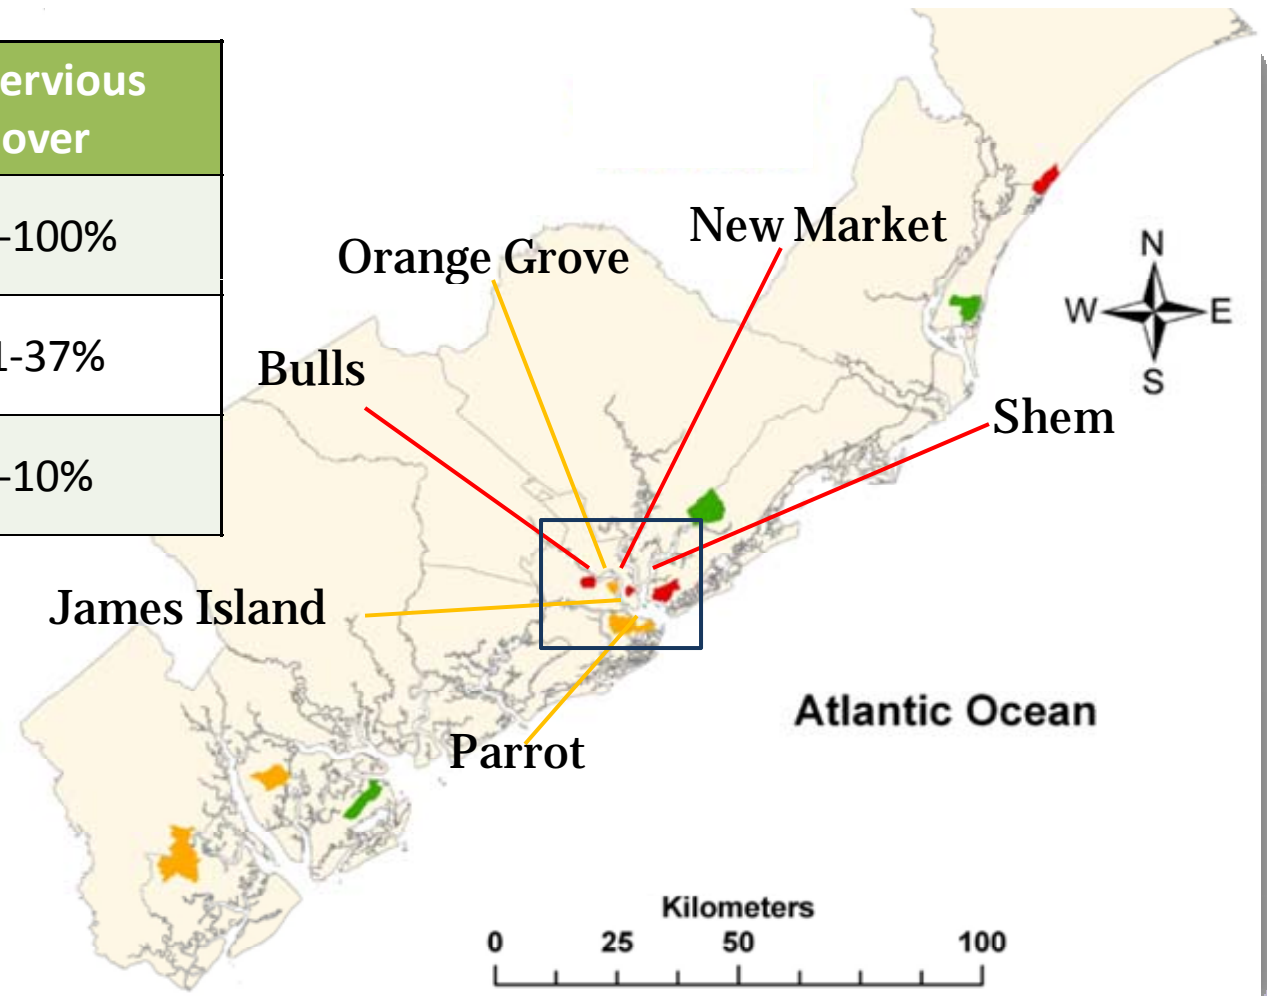 ervious
over
-100%
-37%
-10%
New Market
Orange Grove
Bulls
Shem
James Island
Parrot
N
W E
S
Atlantic Ocean
Kilometers
0 25 50 100